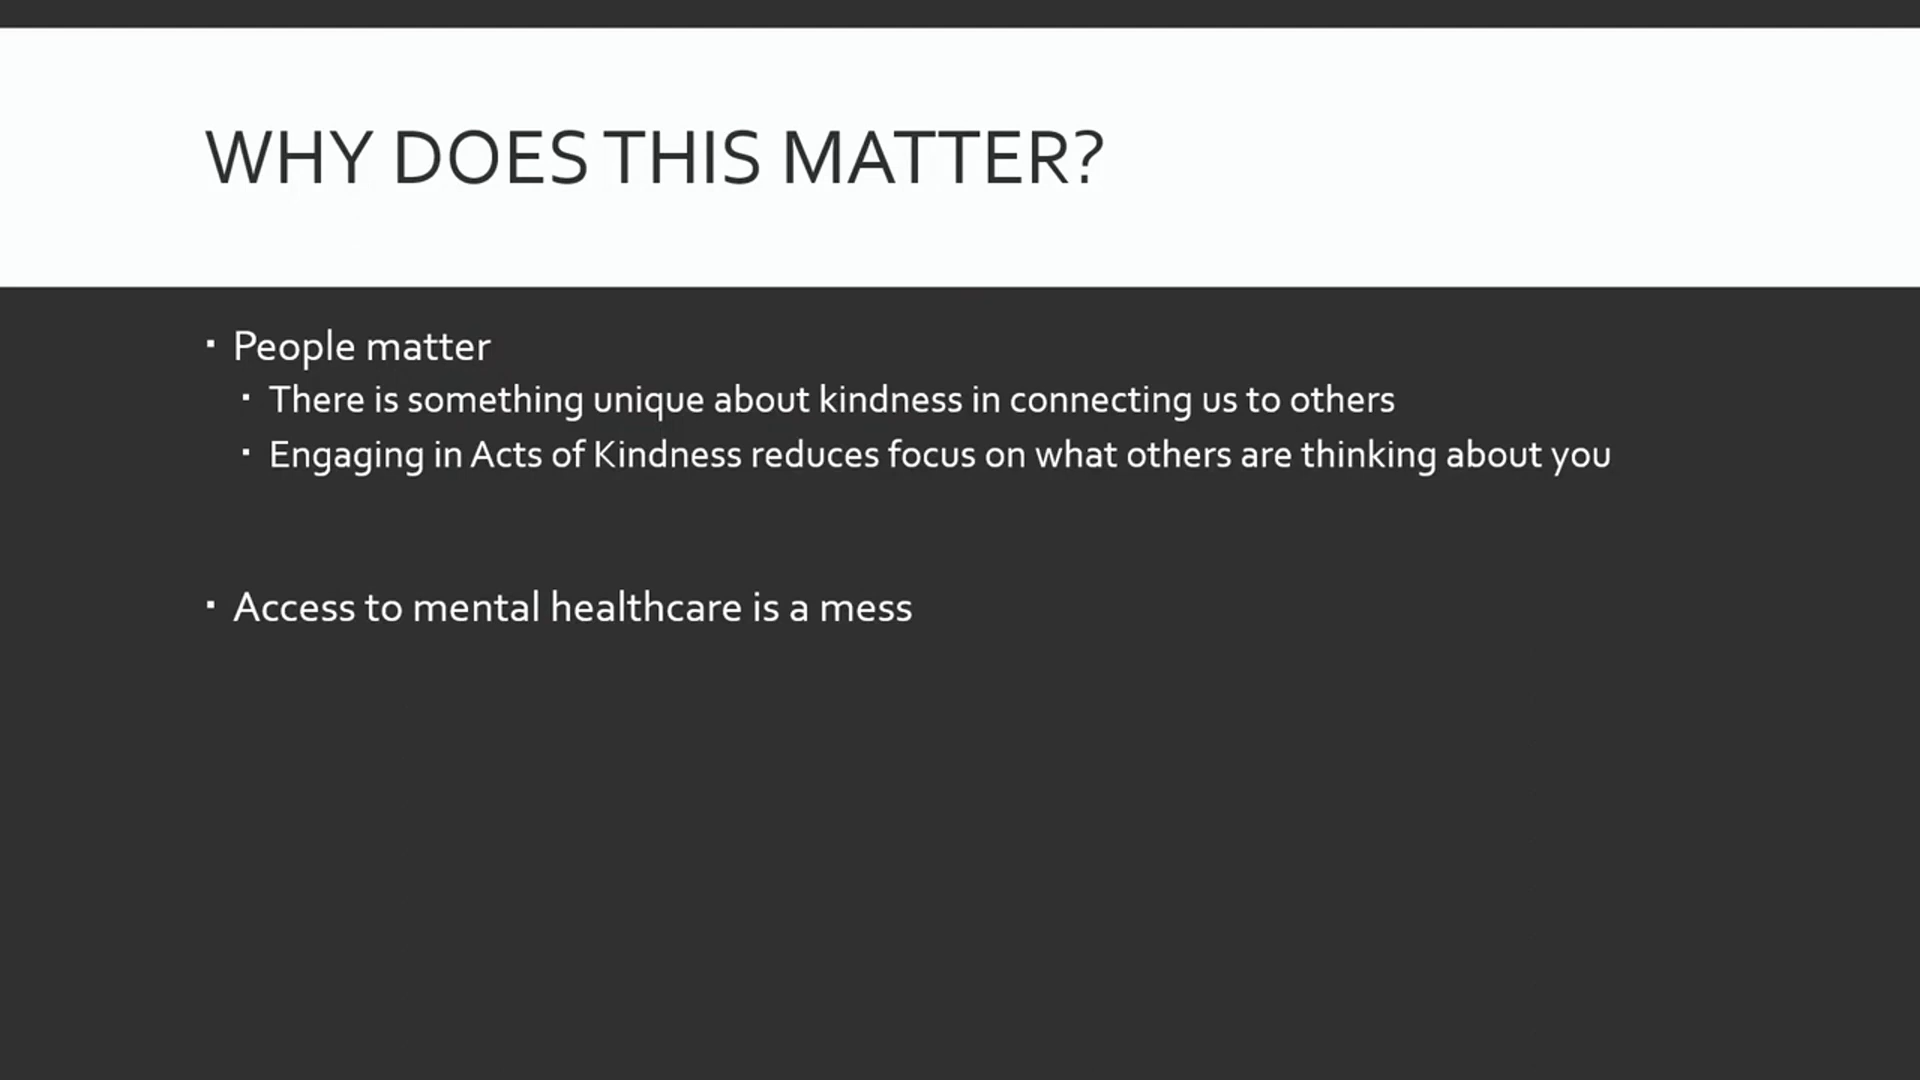 WHY DOES THIS MATTER?
▪ People matter
▪ There is something unique about kindness in connecting us to others
▪ Engaging in Acts of Kindness reduces focus on what others are thinking about you
▪ Access to mental healthcare is a mess